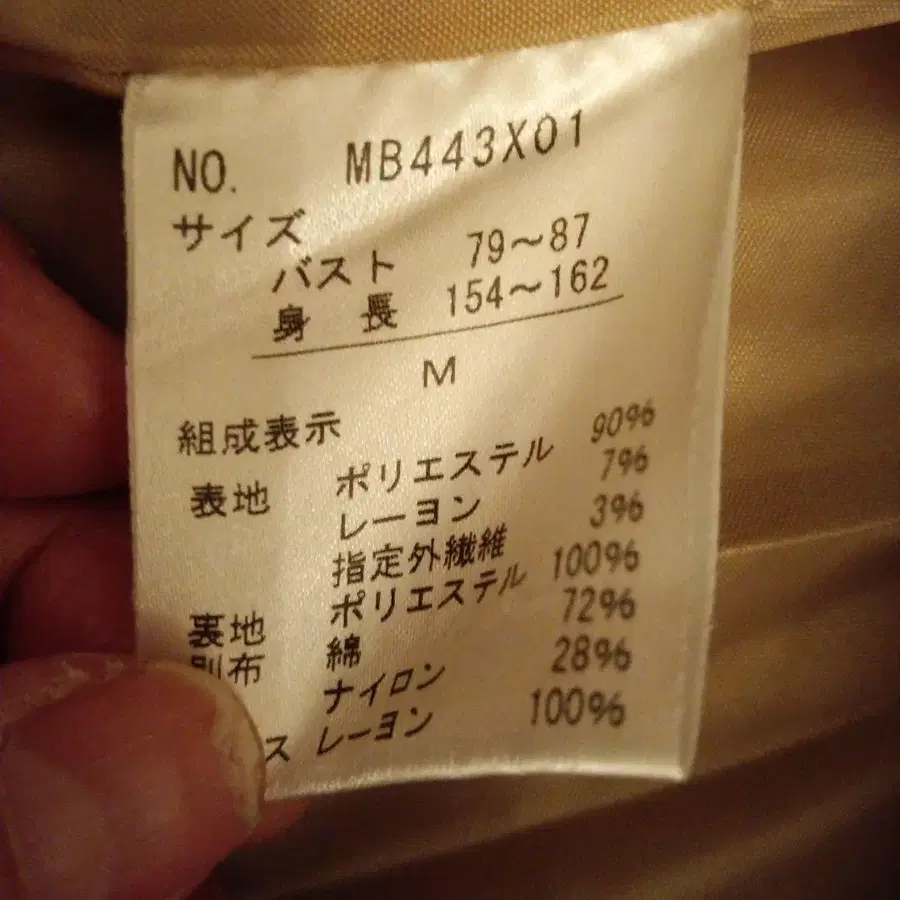 NO. MB443X01
サイズ
バスト 79～87
身 長 154～162
M
組成表示
表地 ポリエステル 90%
レーヨン 7%
指定外繊維 3%
裏地 ポリエステル 100%
別布 綿 72%
ナイロン 28%
ス レーヨン 100%